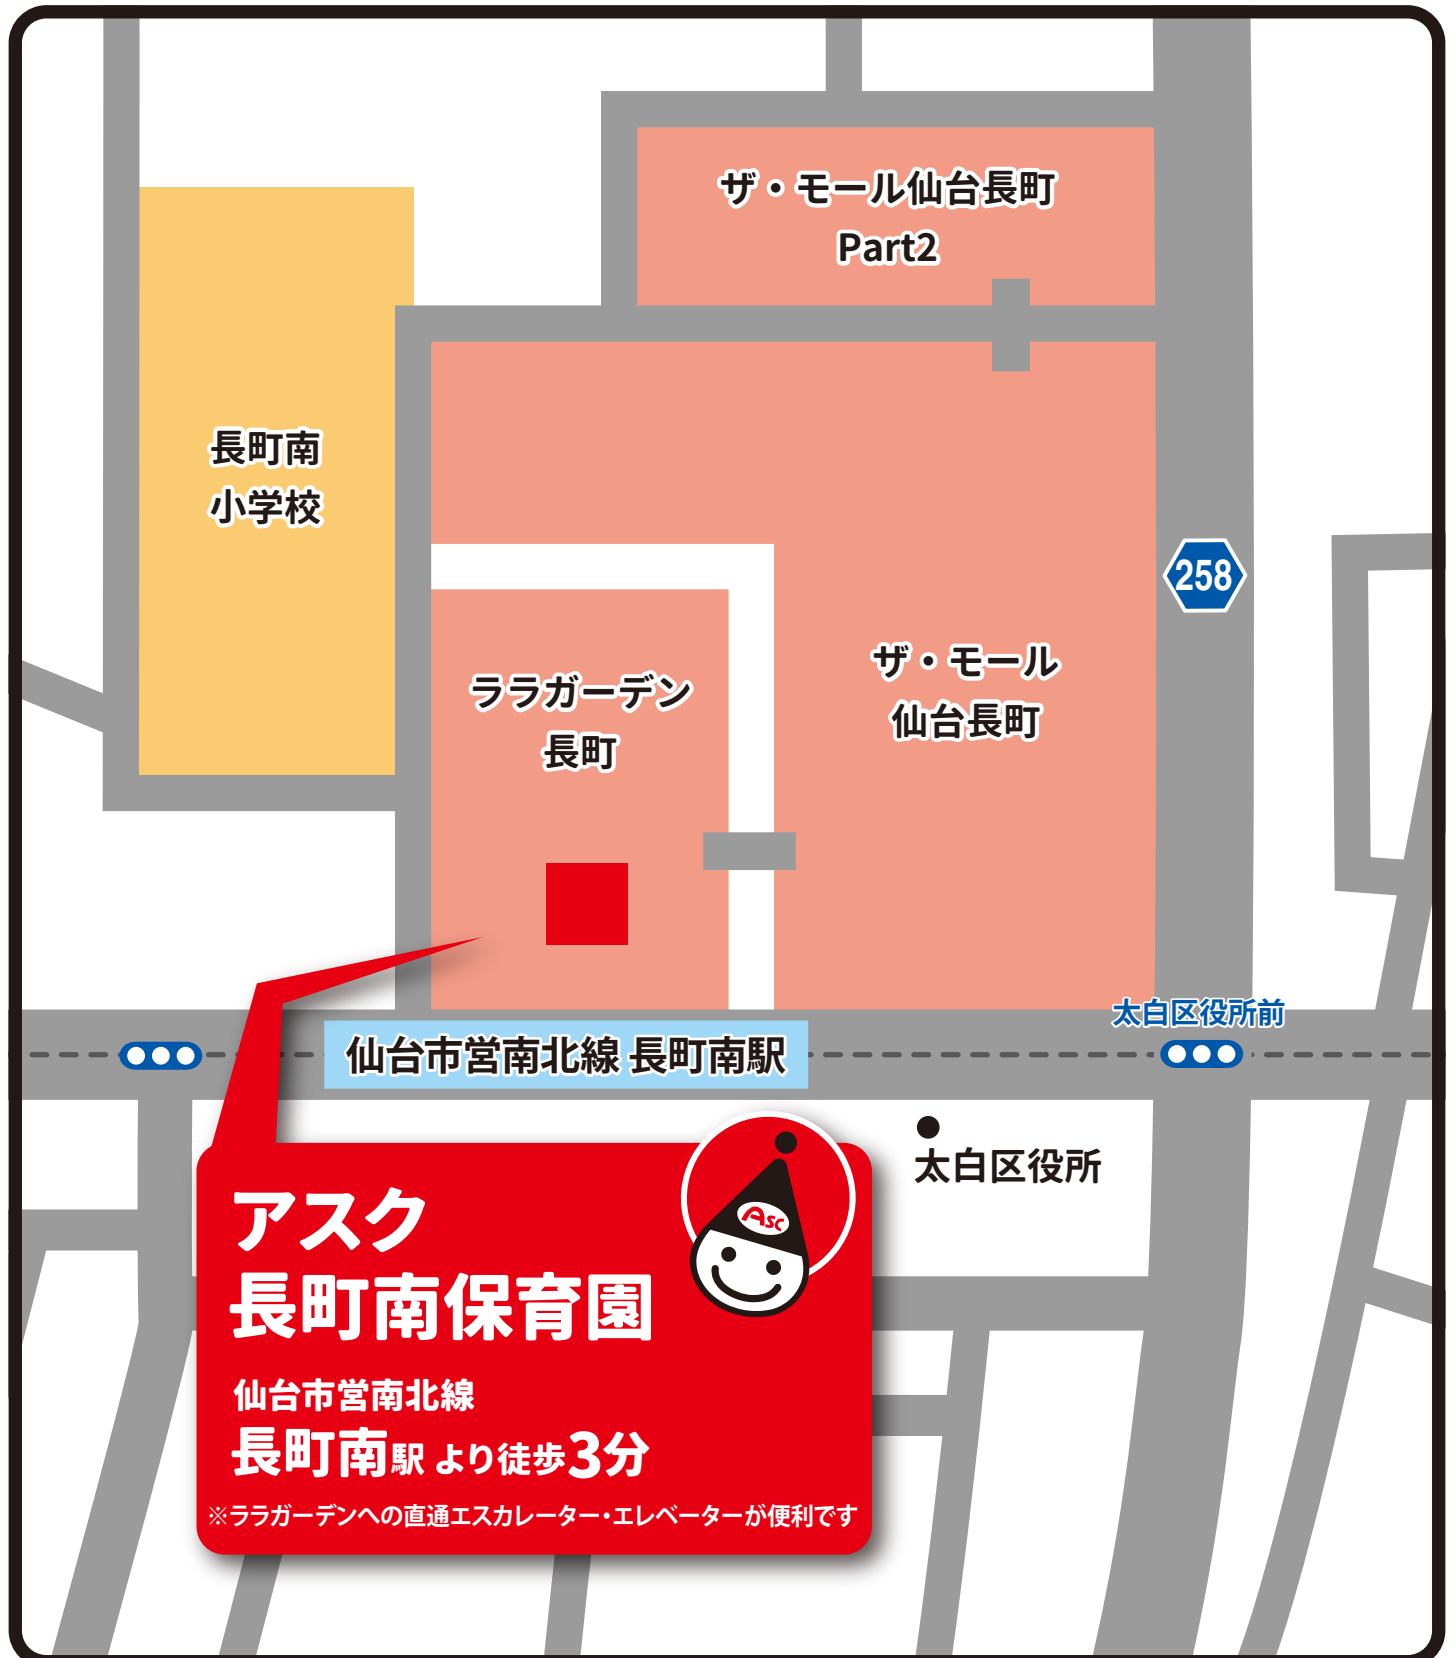 ザ・モール仙台長町
Part2
長町南
小学校
258
ザ・モール
仙台長町
ララガーデン
長町
太白区役所前
仙台市営南北線 長町南駅
太白区役所
ASC
アスク
長町南保育園
仙台市営南北線
長町南駅 より徒歩3分
※ララガーデンへの直通エスカレーター・エレベーターが便利です